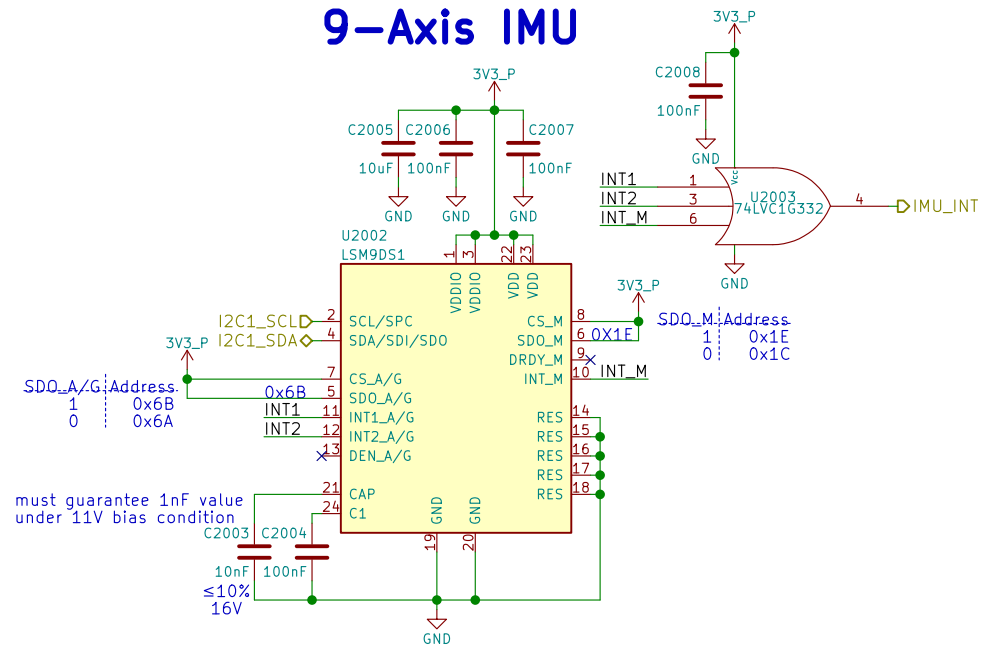 9-Axis IMU
3V3_P
C2008
100nF
GND
3V3_P
C2005 C2006 C2007
10uF 100nF 100nF
GND GND GND
INT1 1
INT2 3
INT_M 6
Vcc
U2003
74LVC1G332
4 IMU_INT
GND
U2002
LSM9DS1
1 3 22 23
VDDIO VDDIO VDD VDD
3V3_P
I2C1_SCL 2 SCL/SPC
I2C1_SDA 4 SDA/SDI/SDO
CS_M 8
SDO_M 6 0X1E
DRDY_M 9
INT_M 10 INT_M
SDO_M Address
1 0x1E
0 0x1C
3V3_P
7 CS_A/G
0x6B 5 SDO_A/G
INT1 11 INT1_A/G
INT2 12 INT2_A/G
13 DEN_A/G
SDO_A/G Address
1 0x6B
0 0x6A
RES 14
RES 15
RES 16
RES 17
RES 18
21 CAP
24 C1
must guarantee 1nF value
under 11V bias condition
C2003 C2004
10nF 100nF
≤10%
16V
GND GND
19 20
GND